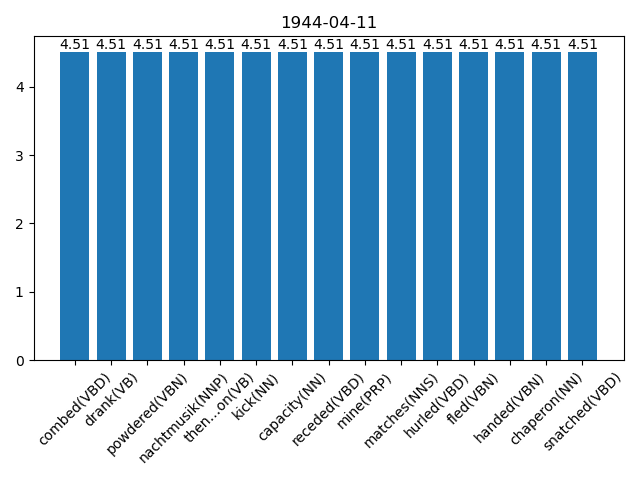 1944-04-11
4.51 4.51 4.51 4.51 4.51 4.51 4.51 4.51 4.51 4.51 4.51 4.51 4.51 4.51 4.51
4
3
2
1
0
combed(VBD)
drank(VB)
powdered(VBN)
nachtmusik(NNP)
then...on(VB)
kick(NN)
capacity(NN)
receded(VBD)
mine(PRP)
matches(NNS)
hurled(VBD)
fled(VBN)
handed(VBN)
chaperon(NN)
snatched(VBD)